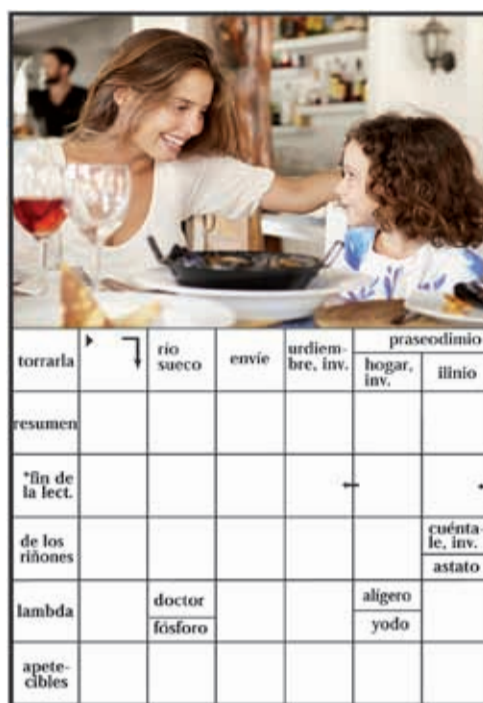 torrarla
río
sueco
envíe
urdiem-
bre, inv.
praseodimio
hogar,
inv.
ilinio
resumen
*fin de
la lect.
de los
riñones
cuénta-
le, inv.
astato
lambda
doctor
fósforo
alígero
yodo
apete-
cibles